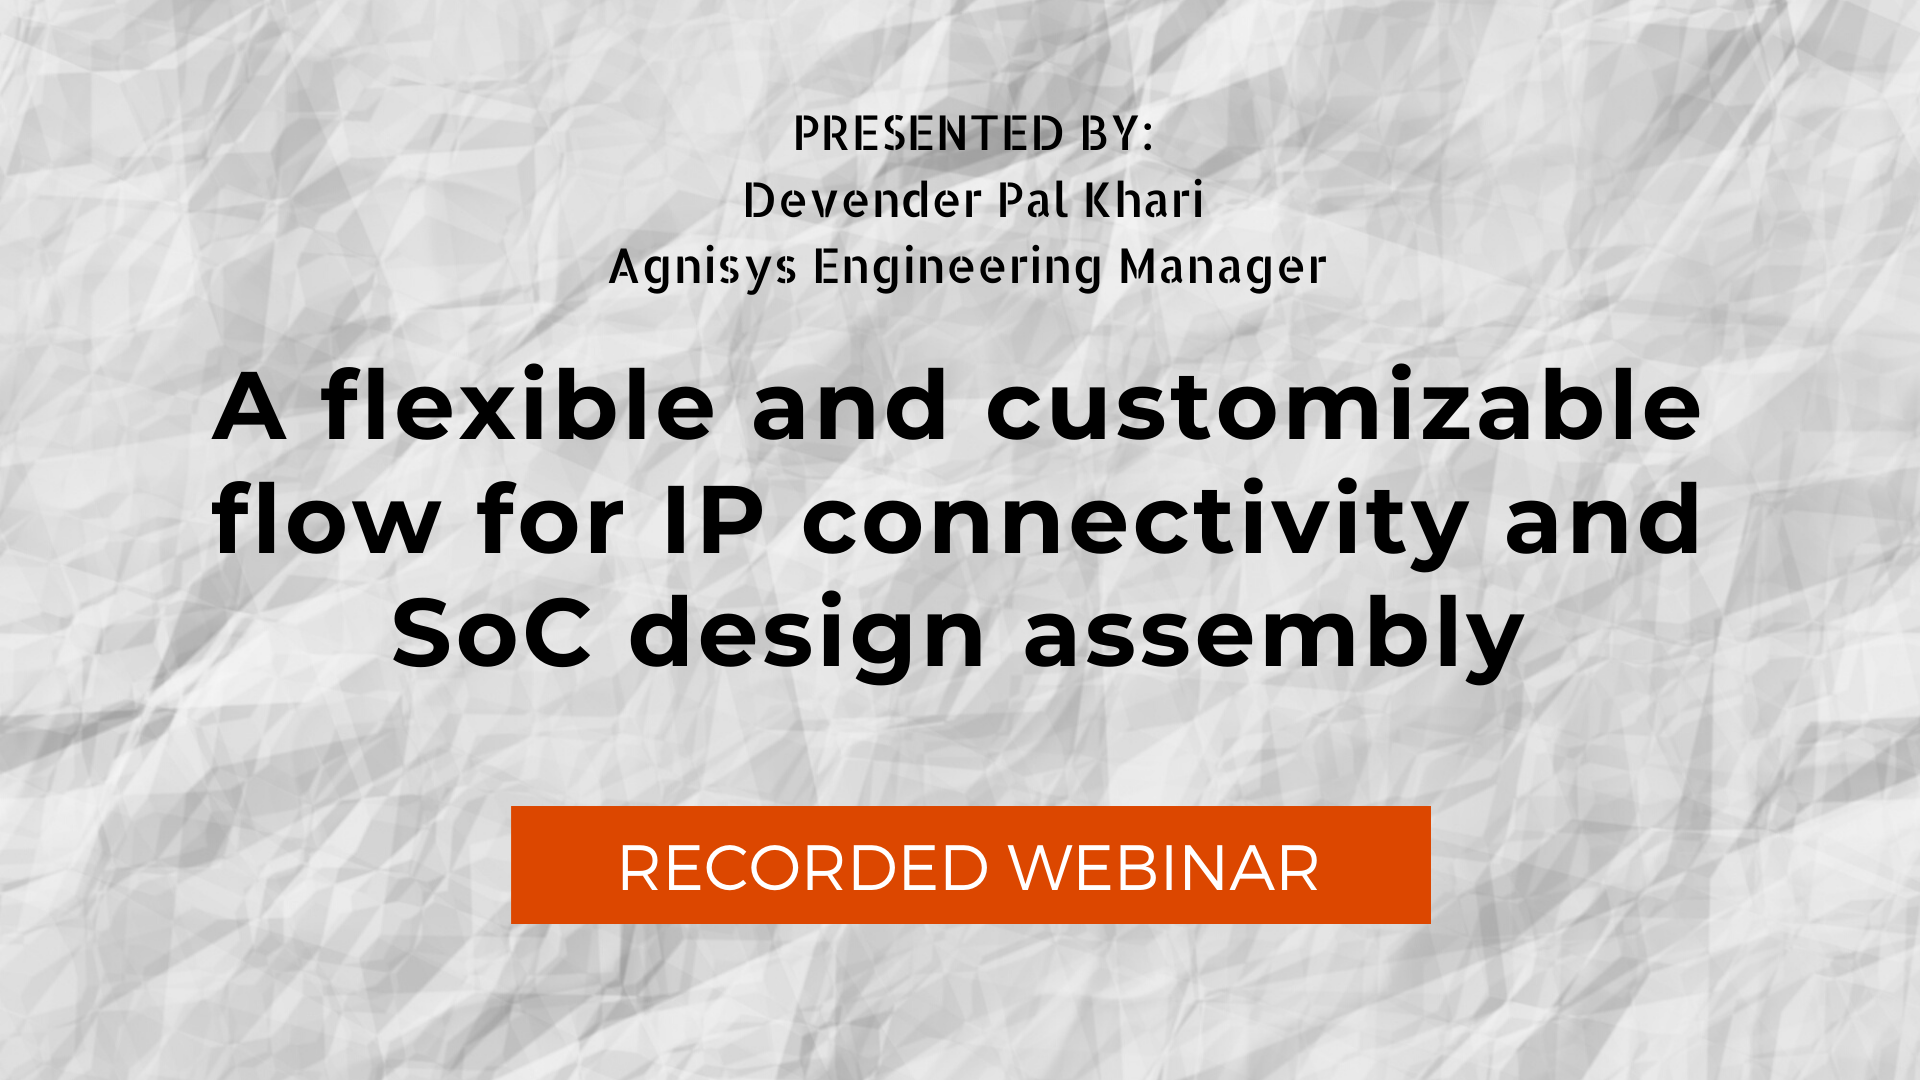 PRESENTED BY:
Devender Pal Khari
Agnisys Engineering Manager
A flexible and customizable
flow for IP connectivity and
SoC design assembly
RECORDED WEBINAR